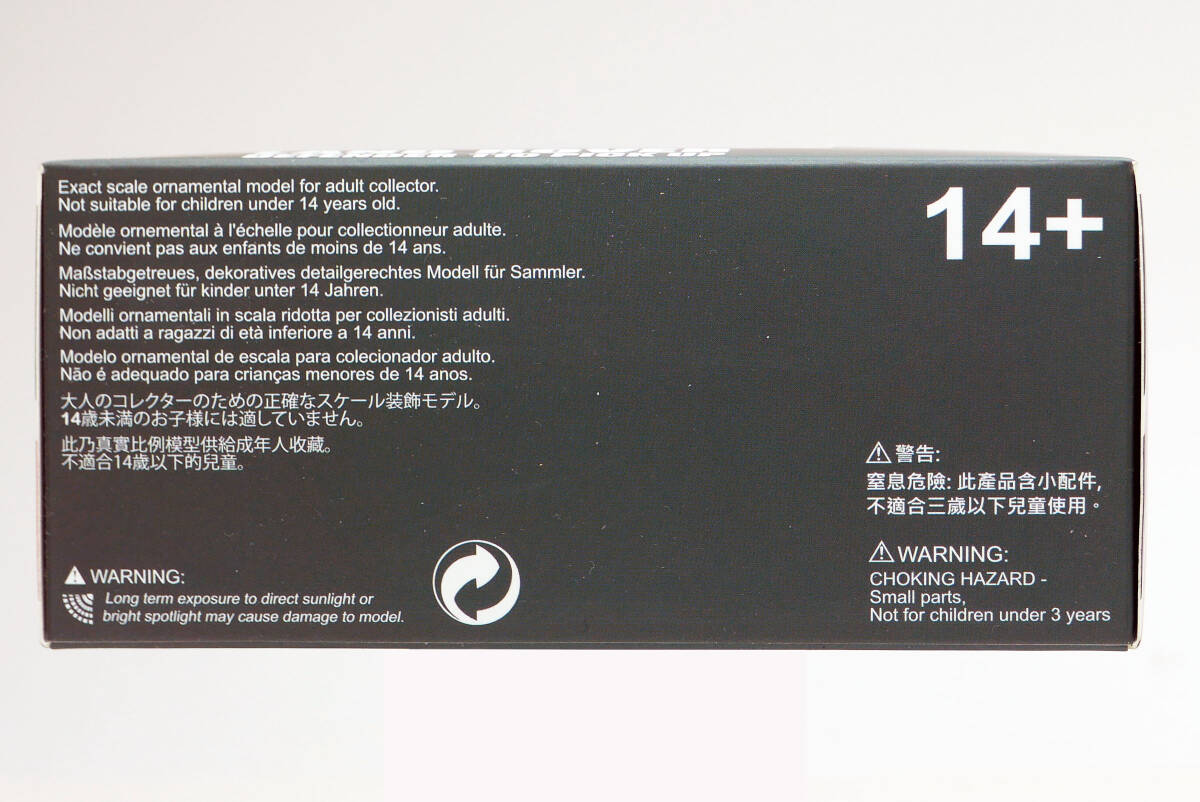 DEFENDER 110 PICK UP
Exact scale ornamental model for adult collector.
Not suitable for children under 14 years old.
Modèle ornemental à l'échelle pour collectionneur adulte.
Ne convient pas aux enfants de moins de 14 ans.
Maßstabgetreues, dekoratives detailgerechtes Modell für Sammler.
Nicht geeignet für kinder unter 14 Jahren.
Modelli ornamentali in scala ridotta per collezionisti adulti.
Non adatti a ragazzi di età inferiore a 14 anni.
Modelo ornamental de escala para colecionador adulto.
Não é adequado para crianças menores de 14 anos.
大人のコレクターのための正確なスケール装飾モデル。
14歳未満のお子様には適していません。
此乃真實比例模型供給成年人收藏。
不適合14歲以下的兒童。
WARNING:
Long term exposure to direct sunlight or
bright spotlight may cause damage to model.
14+
警告:
窒息危險: 此產品含小配件,
不適合三歲以下兒童使用。
WARNING:
CHOKING HAZARD -
Small parts,
Not for children under 3 years